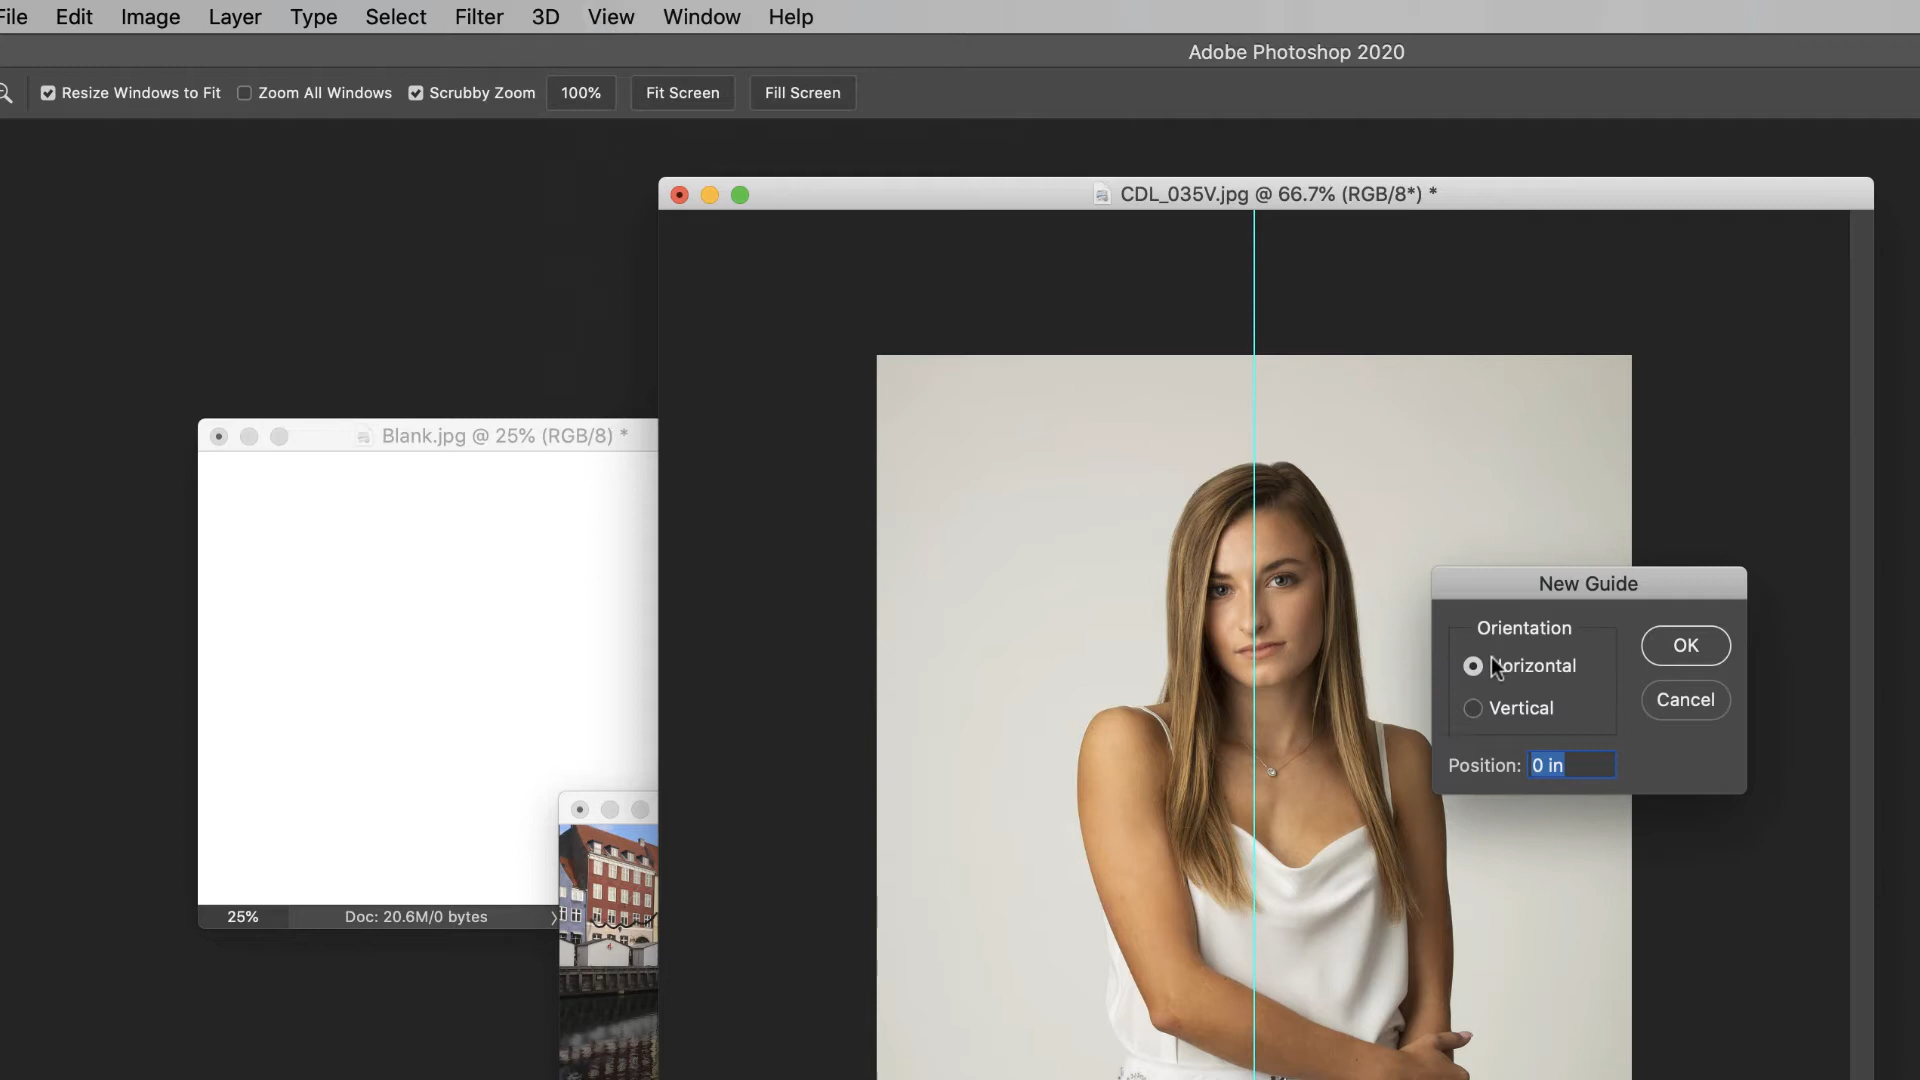 File Edit Image Layer Type Select Filter 3D View Window Help
Adobe Photoshop 2020
Resize Windows to Fit Zoom All Windows Scrubby Zoom 100% Fit Screen Fill Screen
CDL_035V.jpg @ 66.7% (RGB/8*) *
Blank.jpg @ 25% (RGB/8) *
New Guide
Orientation
Horizontal
OK
Vertical
Cancel
Position: 0 in
25% Doc: 20.6M/0 bytes